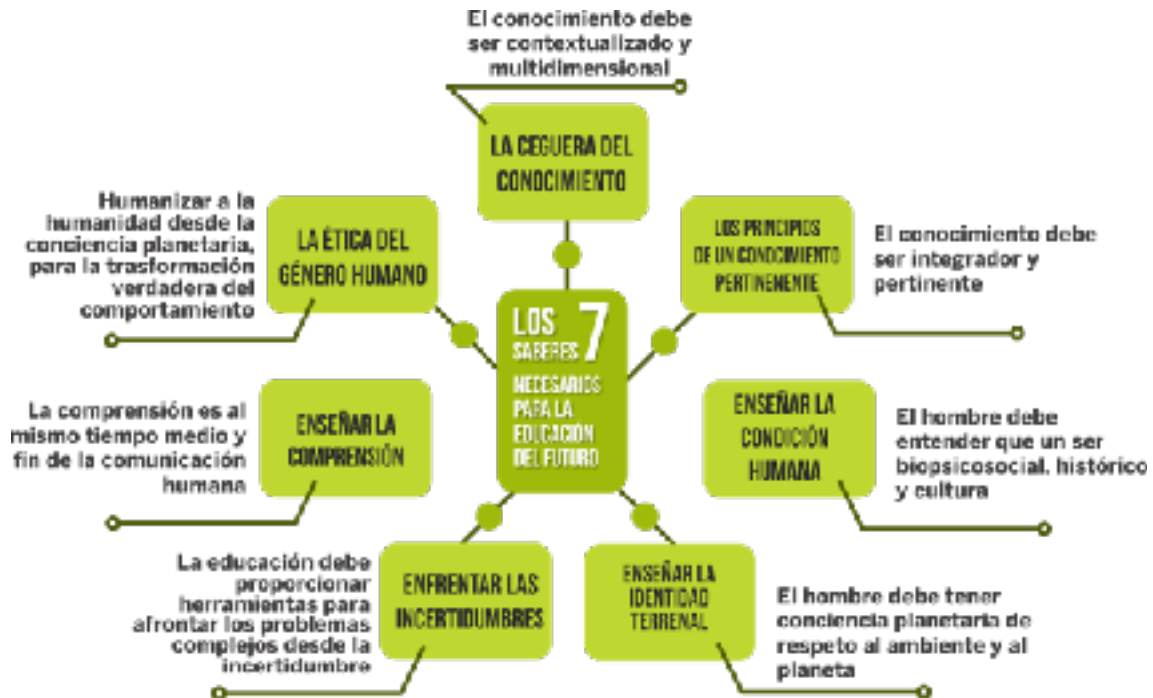 El conocimiento debe
ser contextualizado y
multidimensional
LA CEGUERA DEL
CONOCIMIENTO
LOS PRINCIPIOS
DE UN CONOCIMIENTO
PERTINENENTE
El conocimiento debe
ser integrador y
pertinente
ENSEÑAR LA
CONDICIÓN
HUMANA
El hombre debe
entender que un ser
biopsicosocial, histórico
y cultura
ENSEÑAR LA
IDENTIDAD
TERRENAL
El hombre debe tener
conciencia planetaria de
respeto al ambiente y al
planeta
ENFRENTAR LAS
INCERTIDUMBRES
La educación debe
proporcionar
herramientas para
afrontar los problemas
complejos desde la
incertidumbre
ENSEÑAR LA
COMPRENSIÓN
La comprensión es al
mismo tiempo medio y
fin de la comunicación
humana
LA ÉTICA DEL
GÉNERO HUMANO
Humanizar a la
humanidad desde la
conciencia planetaria,
para la trasformación
verdadera del
comportamiento
LOS 7
SABERES
NECESARIOS
PARA LA
EDUCACIÓN
DEL FUTURO